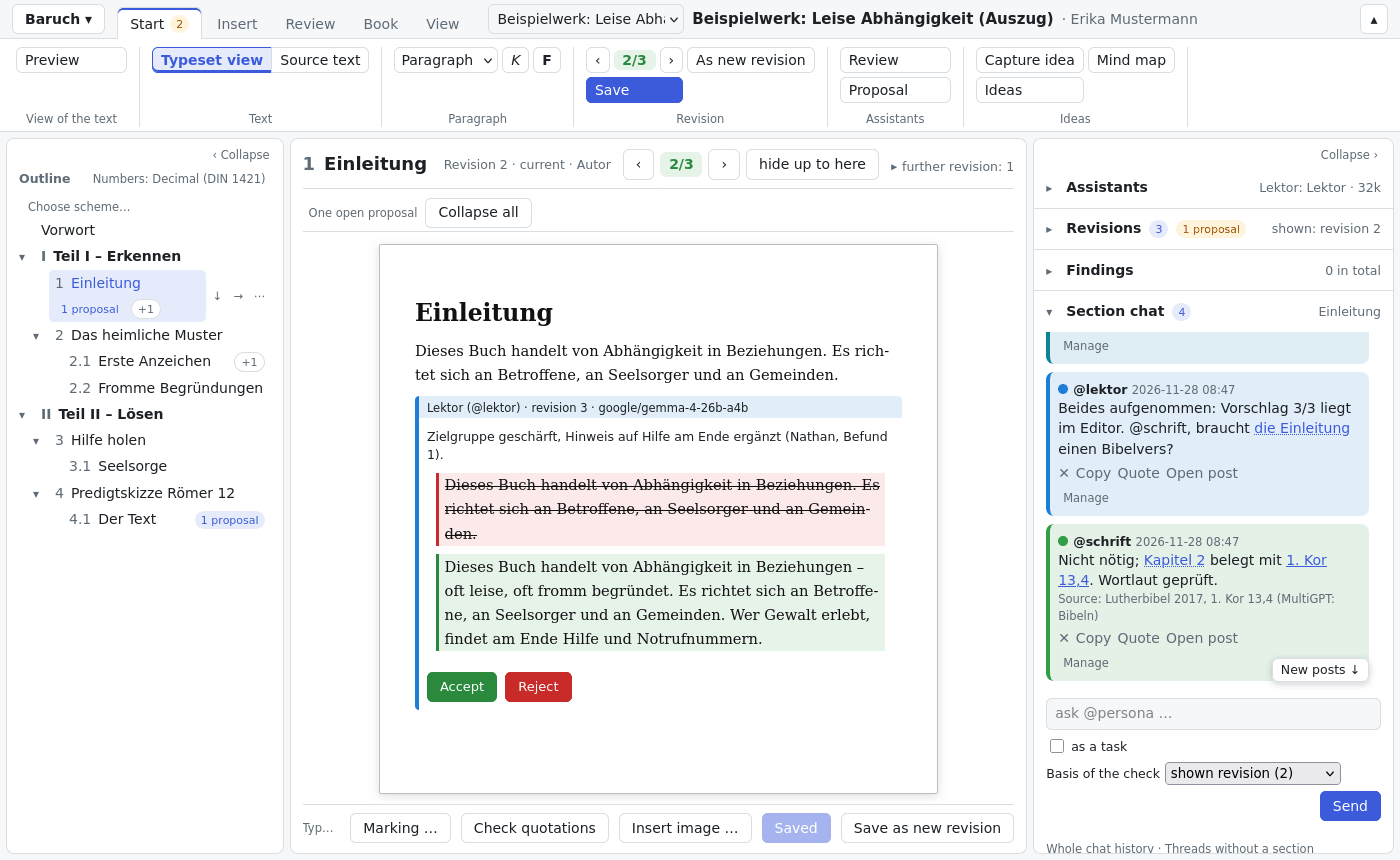 Baruch ▾
Start 2
Insert
Review
Book
View
Beispielwerk: Leise Abhä
Beispielwerk: Leise Abhängigkeit (Auszug) · Erika Mustermann
▴
Preview
View of the text
Typeset view Source text
Text
Paragraph K F
Paragraph
‹ 2/3 › As new revision
Save
Revision
Review
Proposal
Assistants
Capture idea Mind map
Ideas
Ideas
‹ Collapse
Outline Numbers: Decimal (DIN 1421)
Choose scheme…
Vorwort
▾ I Teil I – Erkennen
1 Einleitung
1 proposal +1 ↓ → ···
▾ 2 Das heimliche Muster
2.1 Erste Anzeichen +1
2.2 Fromme Begründungen
▾ II Teil II – Lösen
▾ 3 Hilfe holen
3.1 Seelsorge
▾ 4 Predigtskizze Römer 12
4.1 Der Text 1 proposal
1 Einleitung Revision 2 · current · Autor ‹ 2/3 › hide up to here ▸ further revision: 1
One open proposal Collapse all
Einleitung
Dieses Buch handelt von Abhängigkeit in Beziehungen. Es rich-
tet sich an Betroffene, an Seelsorger und an Gemeinden.
Lektor (@lektor) · revision 3 · google/gemma-4-26b-a4b
Zielgruppe geschärft, Hinweis auf Hilfe am Ende ergänzt (Nathan, Befund
1).
Dieses Buch handelt von Abhängigkeit in Beziehungen. Es
richtet sich an Betroffene, an Seelsorger und an Gemein-
den.
Dieses Buch handelt von Abhängigkeit in Beziehungen –
oft leise, oft fromm begründet. Es richtet sich an Betroffe-
ne, an Seelsorger und an Gemeinden. Wer Gewalt erlebt,
findet am Ende Hilfe und Notrufnummern.
Accept Reject
Typ… Marking … Check quotations Insert image … Saved Save as new revision
Collapse ›
▸ Assistants Lektor: Lektor · 32k
▸ Revisions 3 1 proposal shown: revision 2
▸ Findings 0 in total
▾ Section chat 4 Einleitung
Manage
@lektor 2026-11-28 08:47
Beides aufgenommen: Vorschlag 3/3 liegt
im Editor. @schrift, braucht die Einleitung
einen Bibelvers?
✕ Copy Quote Open post
Manage
@schrift 2026-11-28 08:47
Nicht nötig; Kapitel 2 belegt mit 1. Kor
13,4. Wortlaut geprüft.
Source: Lutherbibel 2017, 1. Kor 13,4 (MultiGPT:
Bibeln)
✕ Copy Quote Open post
Manage
New posts ↓
ask @persona …
as a task
Basis of the check shown revision (2)
Send
Whole chat history · Threads without a section